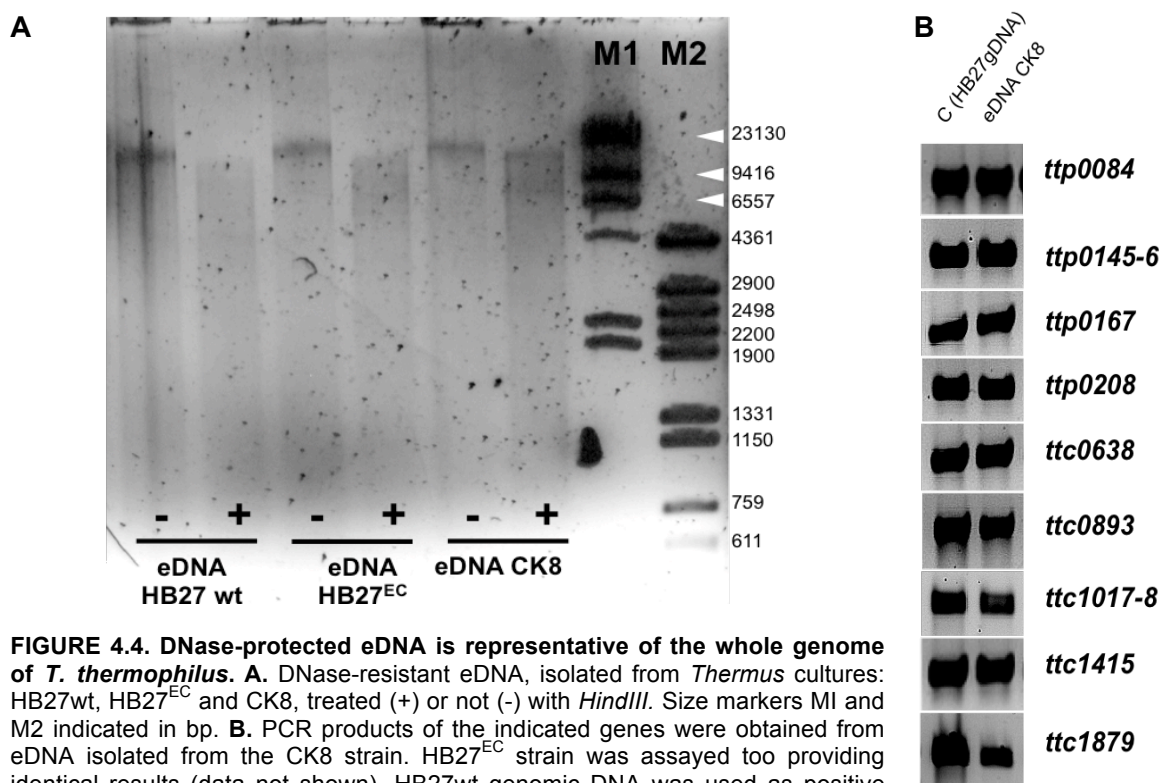 A
M1 M2
23130
9416
6557
4361
2900
2498
2200
1900
1331
1150
759
611
- + - + - +
eDNA
HB27 wt
eDNA
HB27EC
eDNA CK8
B
C (HB27gDNA)
eDNA CK8
ttp0084
ttp0145-6
ttp0167
ttp0208
ttc0638
ttc0893
ttc1017-8
ttc1415
ttc1879
FIGURE 4.4. DNase-protected eDNA is representative of the whole genome
of T. thermophilus. A. DNase-resistant eDNA, isolated from Thermus cultures:
HB27wt, HB27EC and CK8, treated (+) or not (-) with HindIII. Size markers MI and
M2 indicated in bp. B. PCR products of the indicated genes were obtained from
eDNA isolated from the CK8 strain. HB27EC strain was assayed too providing
identical results (data not shown). HB27wt genomic DNA was used as positive